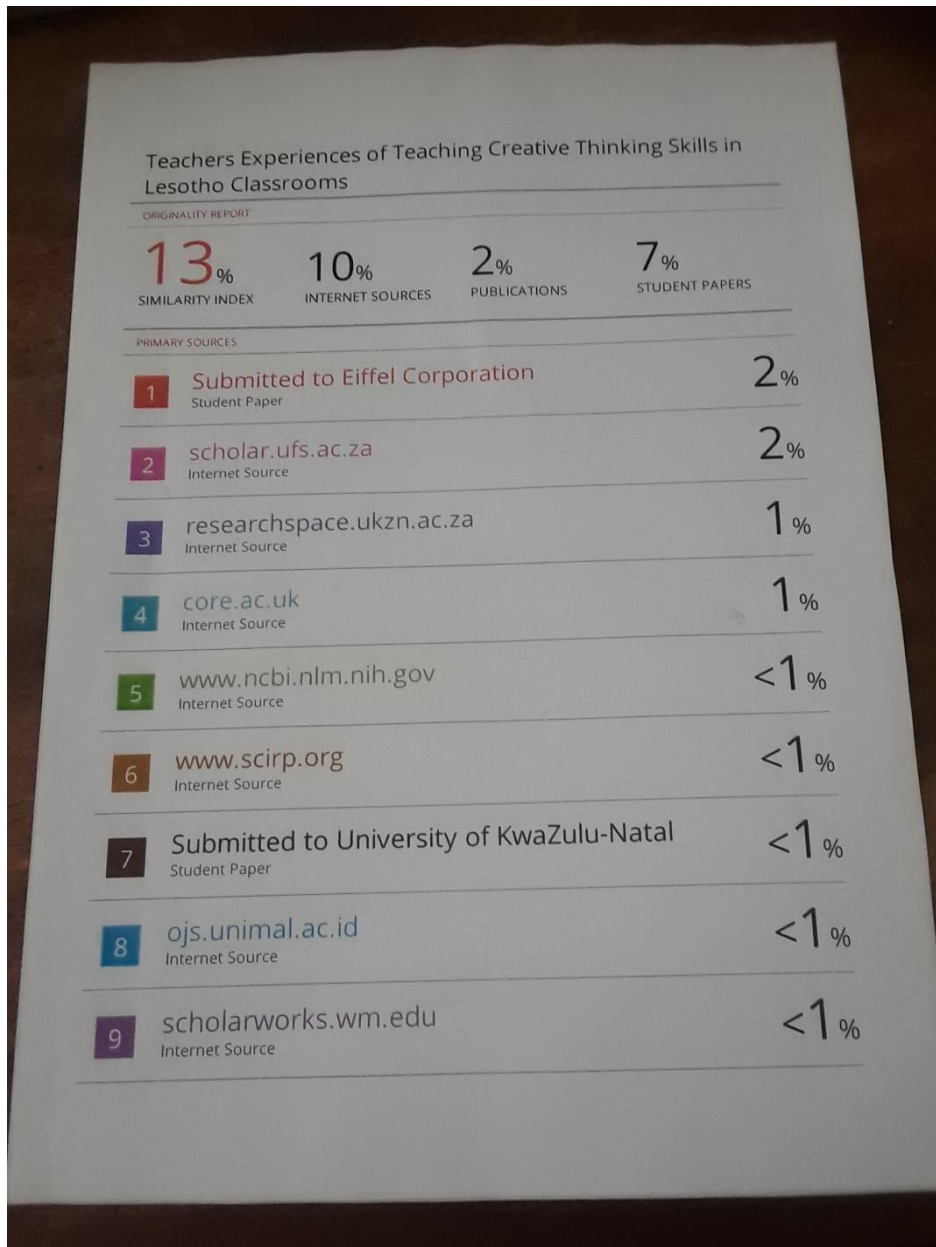 Teachers Experiences of Teaching Creative Thinking Skills in
Lesotho Classrooms
ORIGINALITY REPORT
13% 10% 2% 7%
SIMILARITY INDEX INTERNET SOURCES PUBLICATIONS STUDENT PAPERS
PRIMARY SOURCES
1 Submitted to Eiffel Corporation 2%
Student Paper
2 scholar.ufs.ac.za 2%
Internet Source
3 researchspace.ukzn.ac.za 1%
Internet Source
4 core.ac.uk 1%
Internet Source
5 www.ncbi.nlm.nih.gov <1%
Internet Source
6 www.scirp.org <1%
Internet Source
7 Submitted to University of KwaZulu-Natal <1%
Student Paper
8 ojs.unimal.ac.id <1%
Internet Source
9 scholarworks.wm.edu <1%
Internet Source